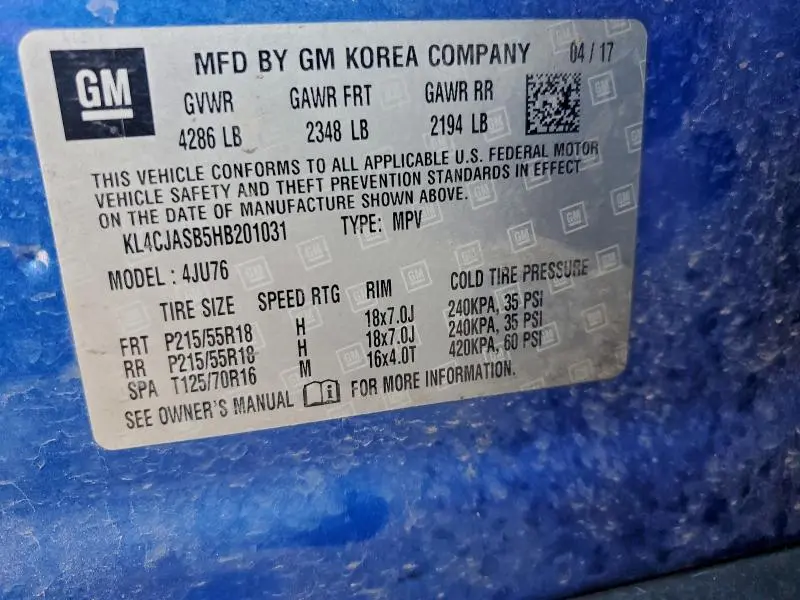 GM
MFD BY GM KOREA COMPANY 04/17
GVWR GAWR FRT GAWR RR
4286 LB 2348 LB 2194 LB
THIS VEHICLE CONFORMS TO ALL APPLICABLE U.S. FEDERAL MOTOR
VEHICLE SAFETY AND THEFT PREVENTION STANDARDS IN EFFECT
ON THE DATE OF MANUFACTURE SHOWN ABOVE.
KL4CJASB5HB201031 TYPE: MPV
MODEL : 4JU76
TIRE SIZE SPEED RTG RIM COLD TIRE PRESSURE
FRT P215/55R18 H 18x7.0J 240KPA, 35 PSI
RR P215/55R18 H 18x7.0J 240KPA, 35 PSI
SPA T125/70R16 M 16x4.0T 420KPA, 60 PSI
SEE OWNER'S MANUAL i FOR MORE INFORMATION.